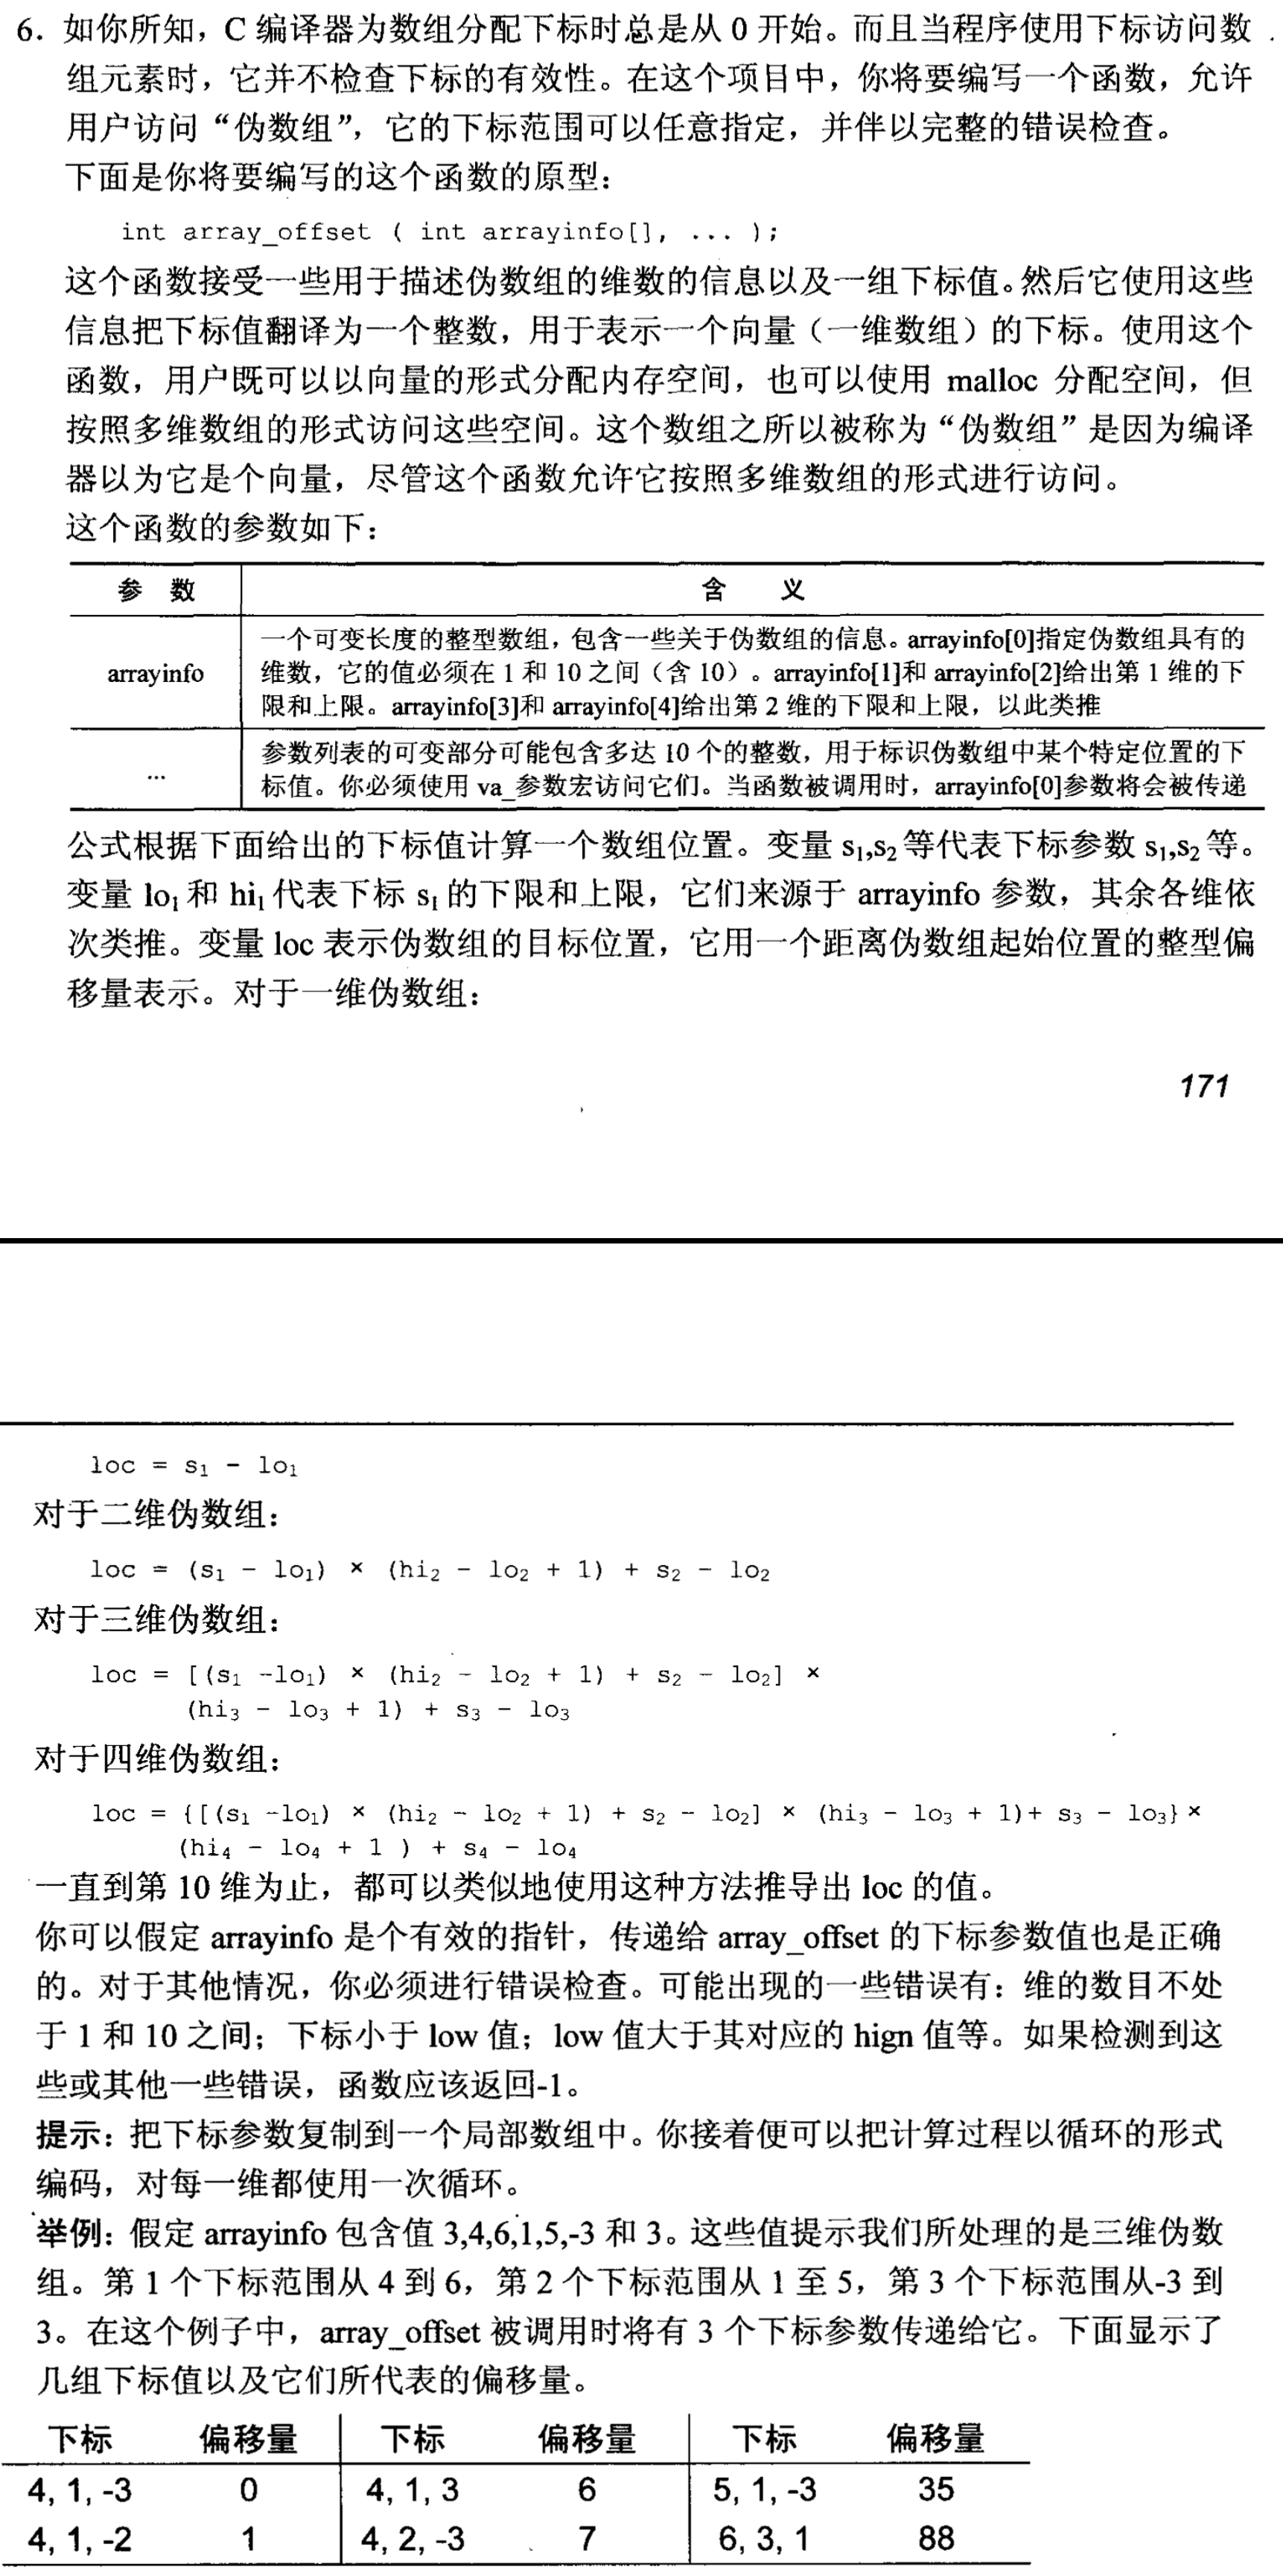 6. 如你所知，C 编译器为数组分配下标时总是从 0 开始。而且当程序使用下标访问数
组元素时，它并不检查下标的有效性。在这个项目中，你将要编写一个函数，允许
用户访问“伪数组”，它的下标范围可以任意指定，并伴以完整的错误检查。
下面是你将要编写的这个函数的原型：
int array_offset ( int arrayinfo[], ... );
这个函数接受一些用于描述伪数组的维数的信息以及一组下标值。然后它使用这些
信息把下标值翻译为一个整数，用于表示一个向量（一维数组）的下标。使用这个
函数，用户既可以以向量的形式分配内存空间，也可以使用 malloc 分配空间，但
按照多维数组的形式访问这些空间。这个数组之所以被称为“伪数组”是因为编译
器以为它是个向量，尽管这个函数允许它按照多维数组的形式进行访问。
这个函数的参数如下：
参 数 含 义
arrayinfo
一个可变长度的整型数组，包含一些关于伪数组的信息。arrayinfo[0]指定伪数组具有的
维数，它的值必须在 1 和 10 之间（含 10）。arrayinfo[1]和 arrayinfo[2]给出第 1 维的下
限和上限。arrayinfo[3]和 arrayinfo[4]给出第 2 维的下限和上限，以此类推
...
参数列表的可变部分可能包含多达 10 个的整数，用于标识伪数组中某个特定位置的下
标值。你必须使用 va_参数宏访问它们。当函数被调用时，arrayinfo[0]参数将会被传递
公式根据下面给出的下标值计算一个数组位置。变量 s₁,s₂ 等代表下标参数 s₁,s₂ 等。
变量 lo₁ 和 hi₁ 代表下标 s₁ 的下限和上限，它们来源于 arrayinfo 参数，其余各维依
次类推。变量 loc 表示伪数组的目标位置，它用一个距离伪数组起始位置的整型偏
移量表示。对于一维伪数组：
171
loc = s₁ - lo₁
对于二维伪数组：
loc = (s₁ - lo₁) × (hi₂ - lo₂ + 1) + s₂ - lo₂
对于三维伪数组：
loc = [(s₁ -lo₁) × (hi₂ - lo₂ + 1) + s₂ - lo₂] ×
(hi₃ - lo₃ + 1) + s₃ - lo₃
对于四维伪数组：
loc = {[(s₁ -lo₁) × (hi₂ - lo₂ + 1) + s₂ - lo₂] × (hi₃ - lo₃ + 1)+ s₃ - lo₃} ×
(hi₄ - lo₄ + 1 ) + s₄ - lo₄
一直到第 10 维为止，都可以类似地使用这种方法推导出 loc 的值。
你可以假定 arrayinfo 是个有效的指针，传递给 array_offset 的下标参数值也是正确
的。对于其他情况，你必须进行错误检查。可能出现的一些错误有：维的数目不处
于 1 和 10 之间；下标小于 low 值；low 值大于其对应的 hign 值等。如果检测到这
些或其他一些错误，函数应该返回-1。
提示：把下标参数复制到一个局部数组中。你接着便可以把计算过程以循环的形式
编码，对每一维都使用一次循环。
举例：假定 arrayinfo 包含值 3,4,6,1,5,-3 和 3。这些值提示我们所处理的是三维伪数
组。第 1 个下标范围从 4 到 6，第 2 个下标范围从 1 至 5，第 3 个下标范围从-3 到
3。在这个例子中，array_offset 被调用时将有 3 个下标参数传递给它。下面显示了
几组下标值以及它们所代表的偏移量。
下标 偏移量 下标 偏移量 下标 偏移量
4, 1, -3 0 4, 1, 3 6 5, 1, -3 35
4, 1, -2 1 4, 2, -3 7 6, 3, 1 88